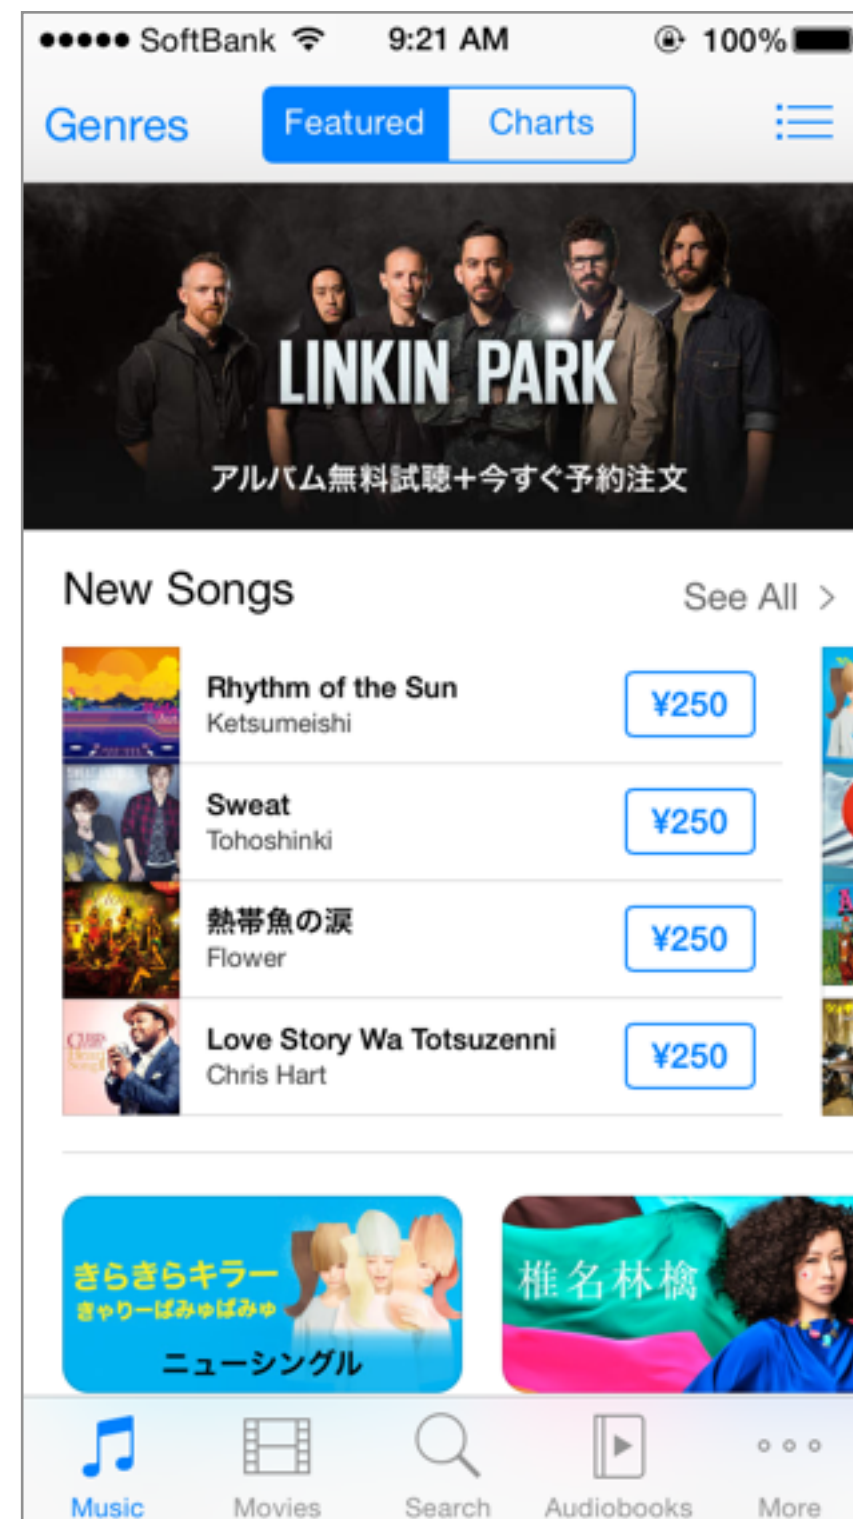 SoftBank 9:21 AM 100%
Genres Featured Charts
LINKIN PARK
アルバム無料試聴+今すぐ予約注文
New Songs See All >
Rhythm of the Sun ¥250
Ketsumeishi
Sweat ¥250
Tohoshinki
熱帯魚の涙 ¥250
Flower
Love Story Wa Totsuzenni ¥250
Chris Hart
きらきらキラー
きゃりーぱみゅぱみゅ
ニューシングル
椎名林檎
Music Movies Search Audiobooks More